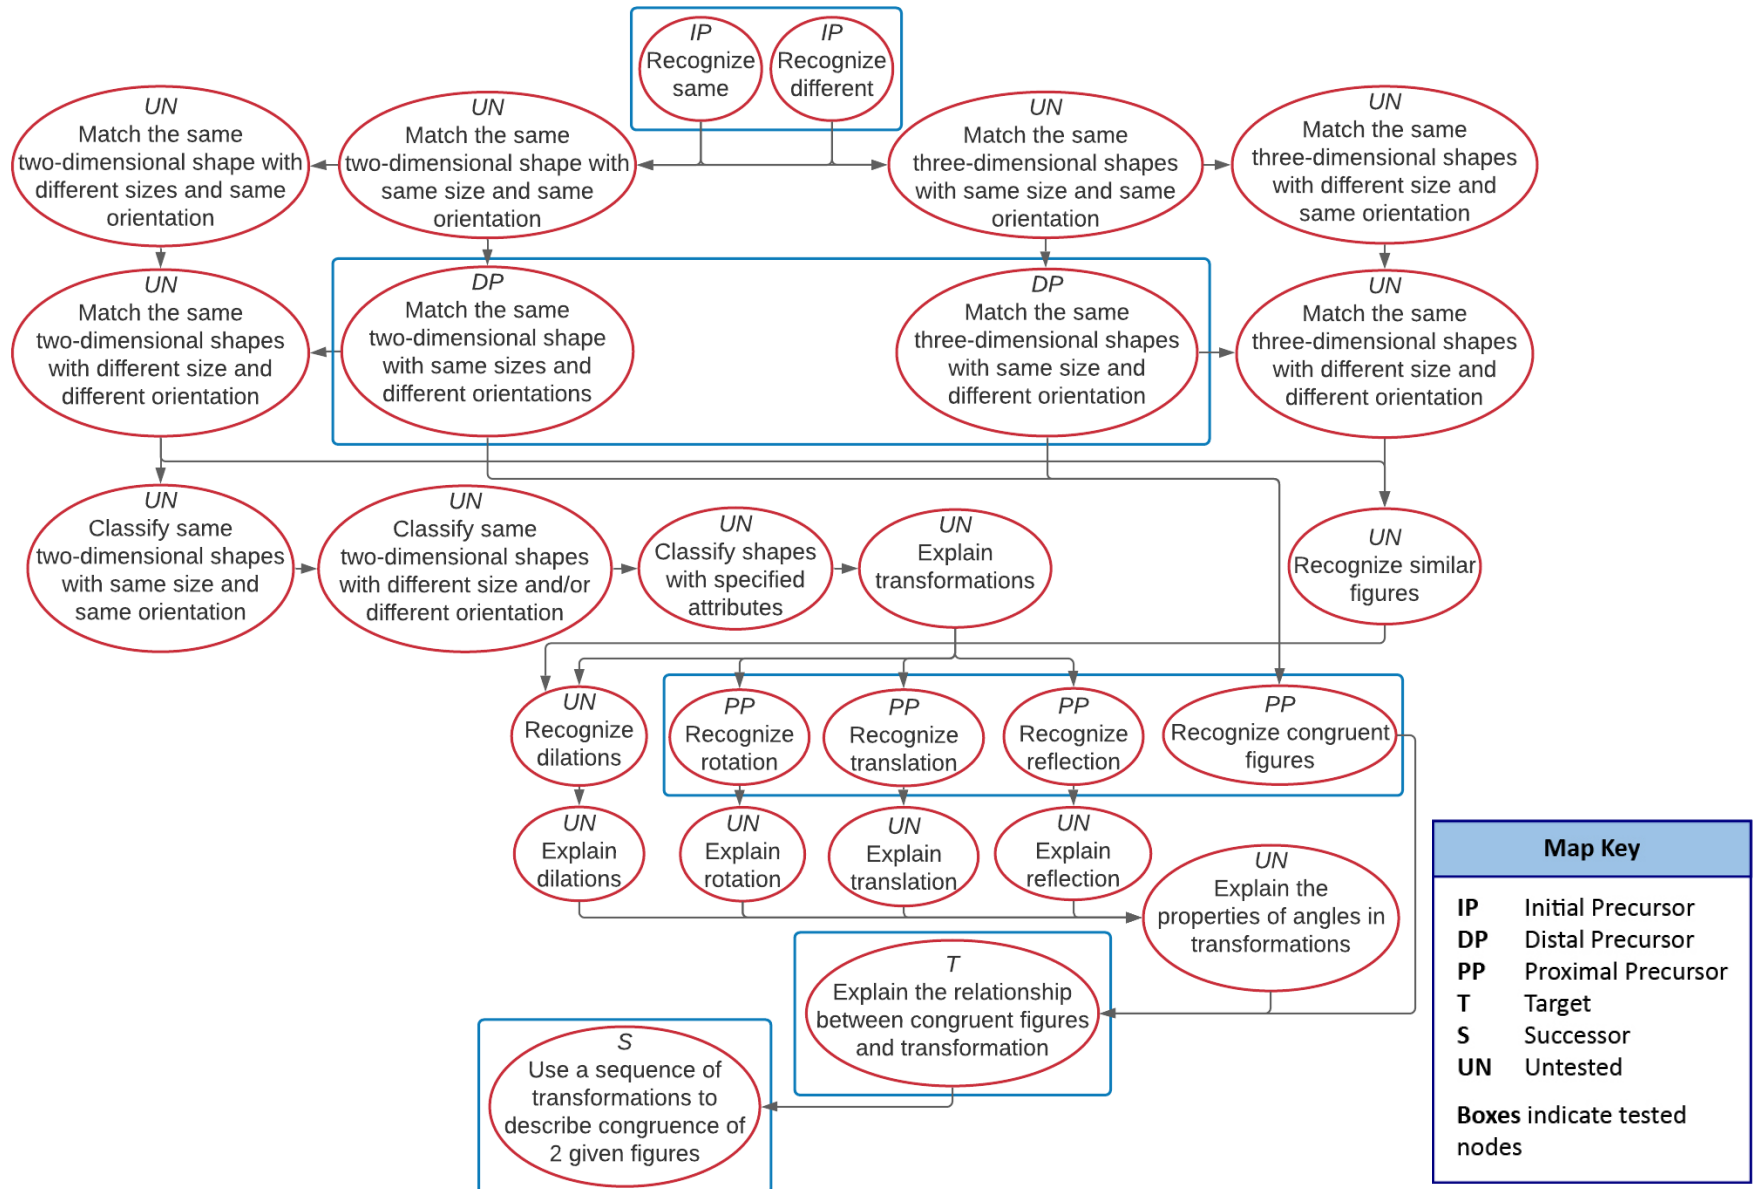 IP
Recognize
same
IP
Recognize
different
UN
Match the same
two-dimensional shape with
different sizes and same
orientation
UN
Match the same
two-dimensional shape with
same size and same
orientation
UN
Match the same
three-dimensional shapes
with same size and same
orientation
UN
Match the same
three-dimensional shapes
with different size and
same orientation
UN
Match the same
two-dimensional shapes
with different size and
different orientation
DP
Match the same
two-dimensional shape
with same sizes and
different orientations
DP
Match the same
three-dimensional shapes
with same size and
different orientation
UN
Match the same
three-dimensional shapes
with different size and
different orientation
UN
Classify same
two-dimensional shapes
with same size and
same orientation
UN
Classify same
two-dimensional shapes
with different size and/or
different orientation
UN
Classify shapes
with specified
attributes
UN
Explain
transformations
UN
Recognize similar
figures
UN
Recognize
dilations
PP
Recognize
rotation
PP
Recognize
translation
PP
Recognize
reflection
PP
Recognize congruent
figures
UN
Explain
dilations
UN
Explain
rotation
UN
Explain
translation
UN
Explain
reflection
UN
Explain the
properties of angles in
transformations
T
Explain the relationship
between congruent figures
and transformation
S
Use a sequence of
transformations to
describe congruence of
2 given figures
Map Key
IP Initial Precursor
DP Distal Precursor
PP Proximal Precursor
T Target
S Successor
UN Untested
Boxes indicate tested
nodes